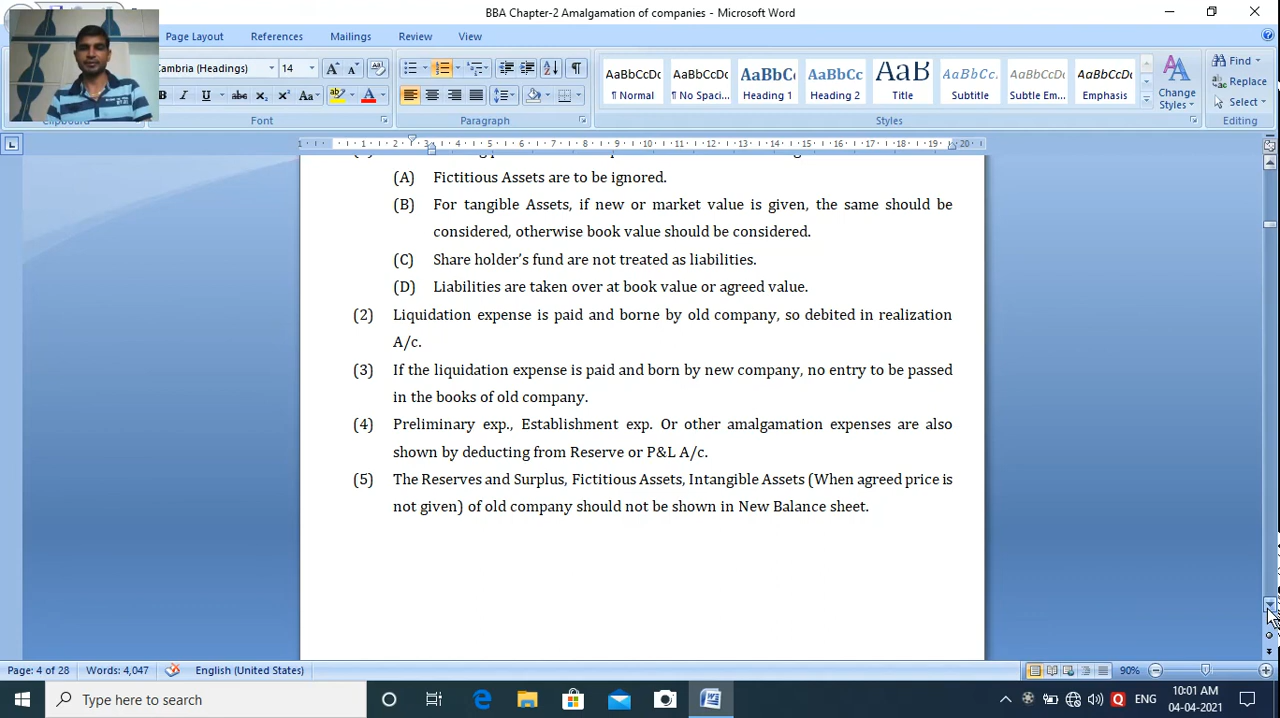 BBA Chapter-2 Amalgamation of companies - Microsoft Word
Page Layout References Mailings Review View
ambria (Headings) 14
AaBbCcDc AaBbCcDc AaBbCc AaBbCc AaB AaBbCc. AaBbCcDc AaBbCcDc
¶ Normal ¶ No Spaci... Heading 1 Heading 2 Title Subtitle Subtle Em... Emphasis
Change Styles
Find
Replace
Select
Font Paragraph Styles Editing
(A) Fictitious Assets are to be ignored.
(B) For tangible Assets, if new or market value is given, the same should be
considered, otherwise book value should be considered.
(C) Share holder’s fund are not treated as liabilities.
(D) Liabilities are taken over at book value or agreed value.
(2) Liquidation expense is paid and borne by old company, so debited in realization
A/c.
(3) If the liquidation expense is paid and born by new company, no entry to be passed
in the books of old company.
(4) Preliminary exp., Establishment exp. Or other amalgamation expenses are also
shown by deducting from Reserve or P&L A/c.
(5) The Reserves and Surplus, Fictitious Assets, Intangible Assets (When agreed price is
not given) of old company should not be shown in New Balance sheet.
Page: 4 of 28 Words: 4,047 English (United States) 90%
Type here to search
ENG 10:01 AM
04-04-2021